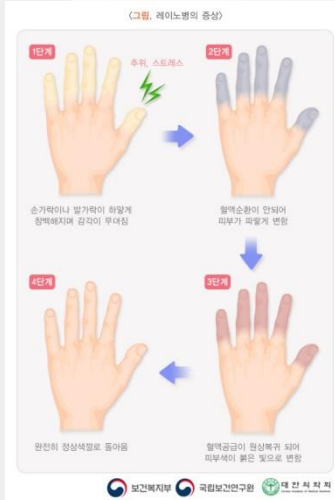 〈그림. 레이노병의 증상〉
1단계
추위, 스트레스
2단계
손가락이나 발가락이 하얗게
창백해지며 감각이 무뎌짐
혈액순환이 안되어
피부가 파랗게 변함
4단계
3단계
완전히 정상색깔로 돌아옴
혈액공급이 원상복귀 되어
피부색이 붉은 빛으로 변함
보건복지부 국립보건연구원 대한의학회